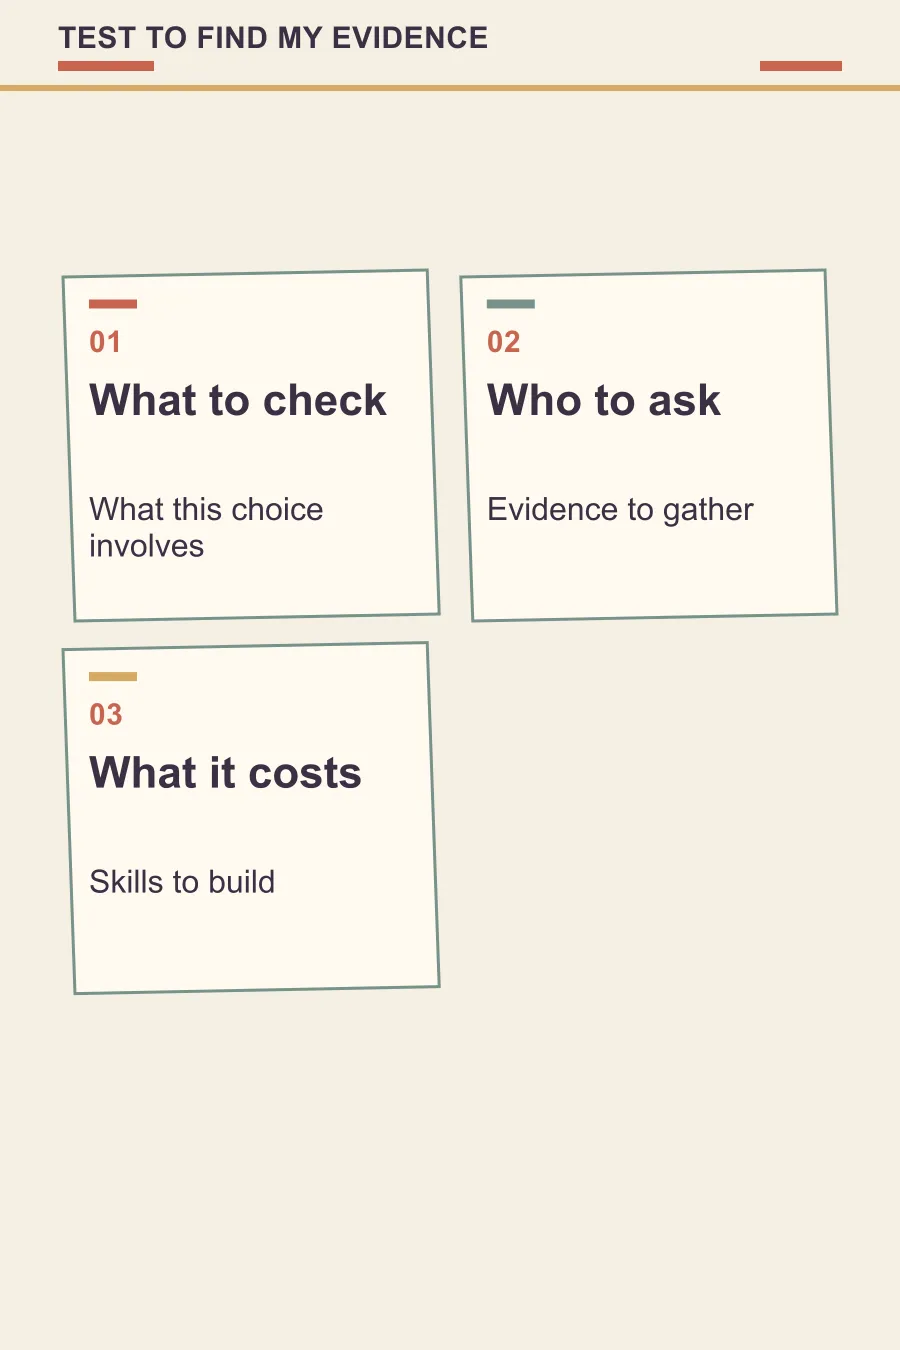 TEST TO FIND MY EVIDENCE
01
What to check
What this choice
involves
02
Who to ask
Evidence to gather
03
What it costs
Skills to build